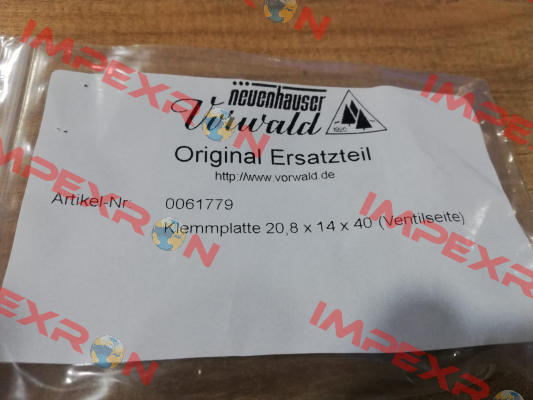 neuenhauser
Vorwald
1920
Original Ersatzteil
http://www.vorwald.de
Artikel-Nr: 0061779
Klemmplatte 20,8 x 14 x 40 (Ventilseite)
IMPEXRON
IMPEXRON
IMPEXRON
IMPEXRON
IMPEXRON